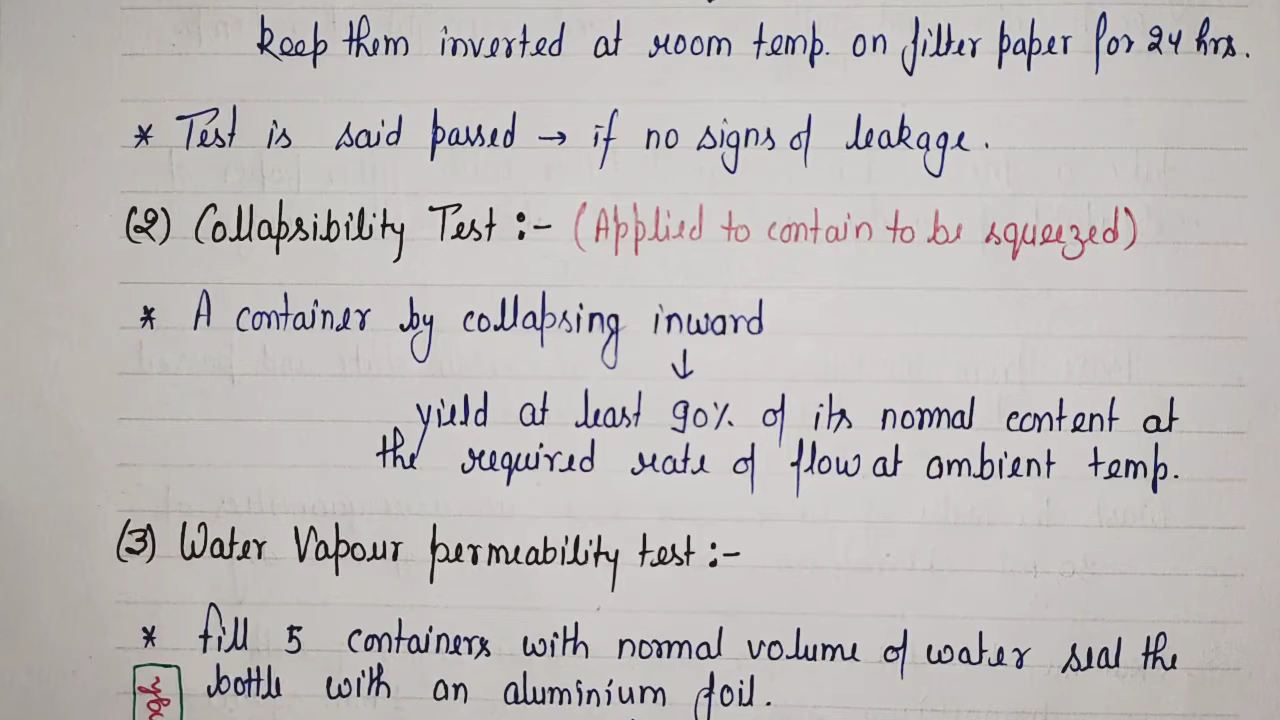 keep them inverted at room temp. on filter paper for 24 hrs.
* Test is said passed → if no signs of leakage.
(2) Collapsibility Test :- (Applied to contain to be squeezed)
* A container by collapsing inward
↓
yield at least 90% of its normal content at
the required rate of flow at ambient temp.
(3) Water Vapour permeability test :-
* fill 5 containers with normal volume of water seal the
bottle with an aluminium foil.